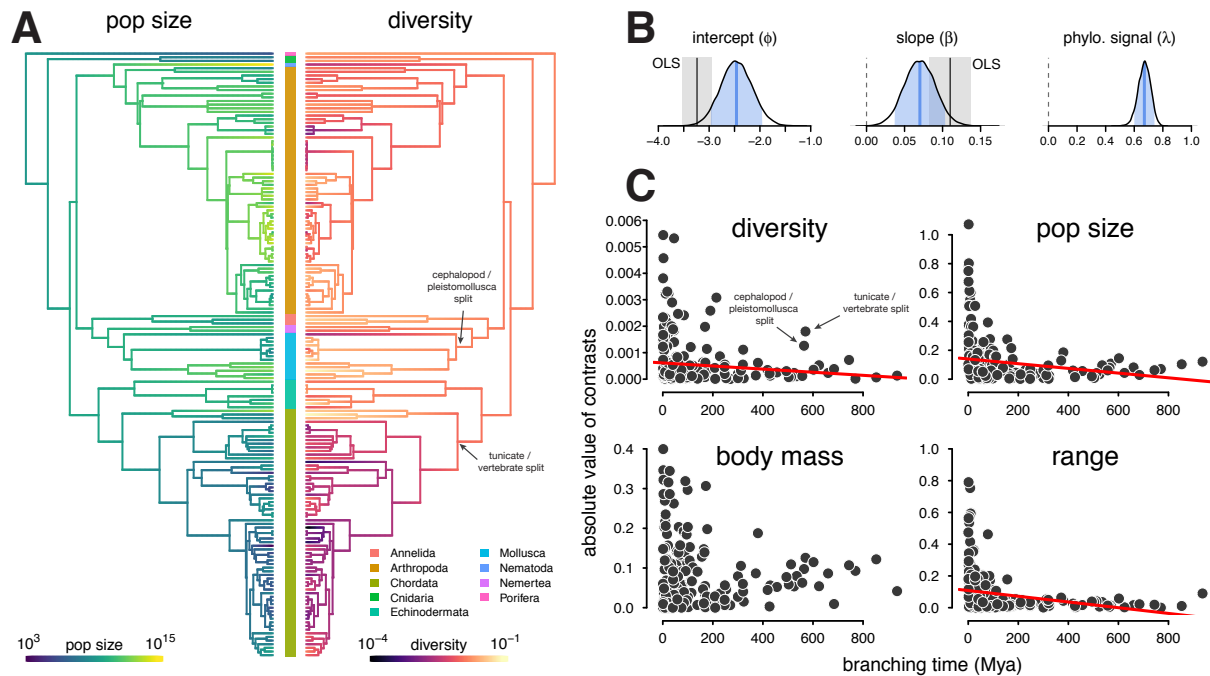 A
pop size
diversity
cephalopod /
pleistomollusca
split
tunicate /
vertebrate split
Annelida
Arthropoda
Chordata
Cnidaria
Echinodermata
Mollusca
Nematoda
Nemertea
Porifera
10³ pop size 10¹⁵
10⁻⁴ diversity 10⁻¹
B
intercept (ϕ)
OLS
−4.0 −3.0 −2.0 −1.0
slope (β)
OLS
0.00 0.05 0.10 0.15
phylo. signal (λ)
0.0 0.2 0.4 0.6 0.8 1.0
C
absolute value of contrasts
diversity
0.006
0.005
0.004
0.003
0.002
0.001
0.000
cephalopod /
pleistomollusca
split
tunicate /
vertebrate split
0 200 400 600 800
pop size
1.0
0.8
0.6
0.4
0.2
0.0
0 200 400 600 800
body mass
0.4
0.3
0.2
0.1
0.0
0 200 400 600 800
range
1.0
0.8
0.6
0.4
0.2
0.0
0 200 400 600 800
branching time (Mya)